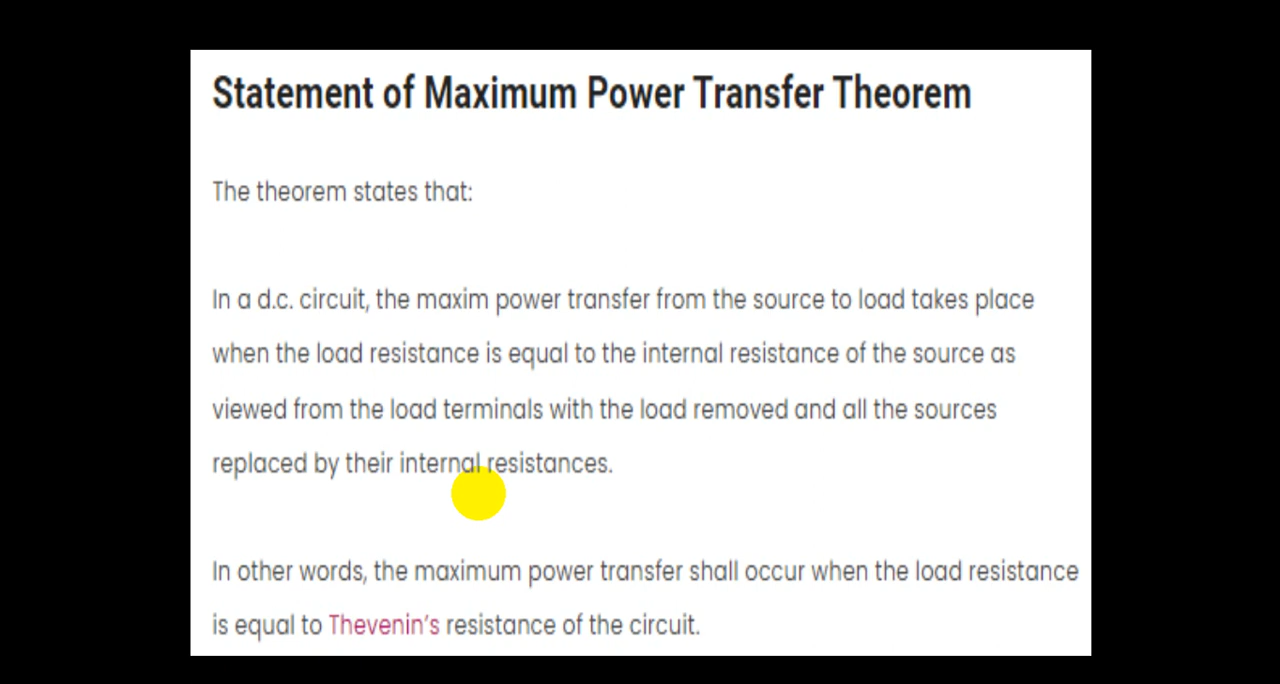 Statement of Maximum Power Transfer Theorem
The theorem states that:
In a d.c. circuit, the maxim power transfer from the source to load takes place
when the load resistance is equal to the internal resistance of the source as
viewed from the load terminals with the load removed and all the sources
replaced by their internal resistances.
In other words, the maximum power transfer shall occur when the load resistance
is equal to Thevenin’s resistance of the circuit.